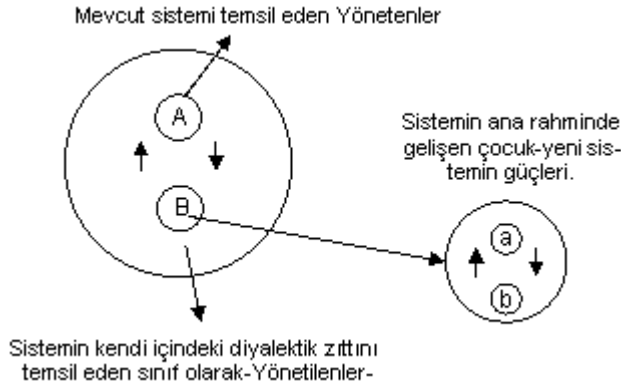 Mevcut sistemi temsil eden Yönetenler
A
B
Sistemin ana rahminde
gelişen çocuk-yeni sis-
temin güçleri.
a
b
Sistemin kendi içindeki diyalektik zıttını
temsil eden sınıf olarak-Yönetilenler-